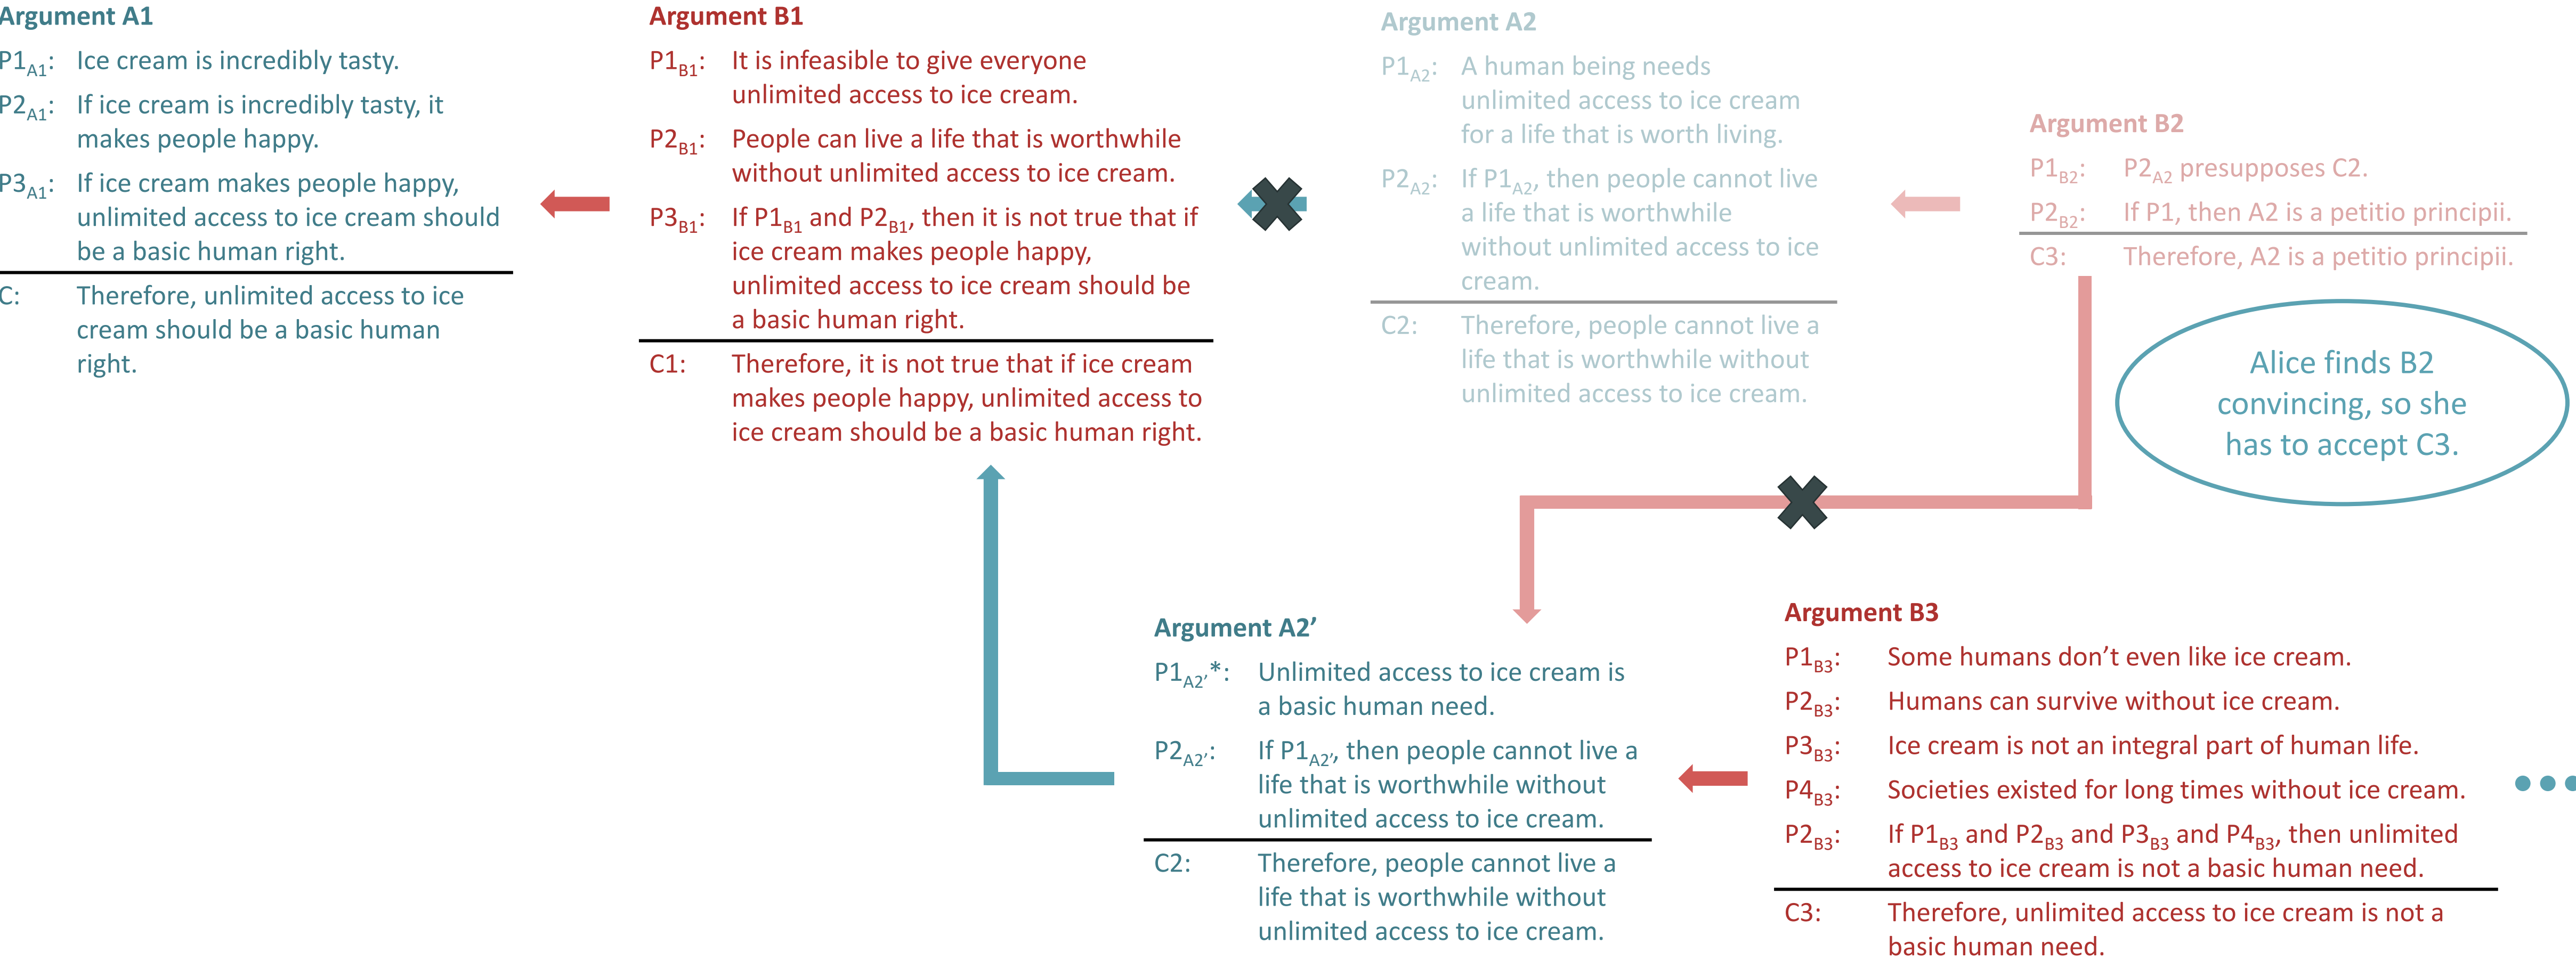 Argument A1
P1A1: Ice cream is incredibly tasty.
P2A1: If ice cream is incredibly tasty, it
makes people happy.
P3A1: If ice cream makes people happy,
unlimited access to ice cream should
be a basic human right.
C: Therefore, unlimited access to ice
cream should be a basic human
right.
Argument B1
P1B1: It is infeasible to give everyone
unlimited access to ice cream.
P2B1: People can live a life that is worthwhile
without unlimited access to ice cream.
P3B1: If P1B1 and P2B1, then it is not true that if
ice cream makes people happy,
unlimited access to ice cream should be
a basic human right.
C1: Therefore, it is not true that if ice cream
makes people happy, unlimited access to
ice cream should be a basic human right.
Argument A2
P1A2: A human being needs
unlimited access to ice cream
for a life that is worth living.
P2A2: If P1A2, then people cannot live
a life that is worthwhile
without unlimited access to ice
cream.
C2: Therefore, people cannot live a
life that is worthwhile without
unlimited access to ice cream.
Argument B2
P1B2: P2A2 presupposes C2.
P2B2: If P1, then A2 is a petitio principii.
C3: Therefore, A2 is a petitio principii.
Alice finds B2
convincing, so she
has to accept C3.
Argument A2’
P1A2’*: Unlimited access to ice cream is
a basic human need.
P2A2’: If P1A2’, then people cannot live a
life that is worthwhile without
unlimited access to ice cream.
C2: Therefore, people cannot live a
life that is worthwhile without
unlimited access to ice cream.
Argument B3
P1B3: Some humans don’t even like ice cream.
P2B3: Humans can survive without ice cream.
P3B3: Ice cream is not an integral part of human life.
P4B3: Societies existed for long times without ice cream.
P2B3: If P1B3 and P2B3 and P3B3 and P4B3, then unlimited
access to ice cream is not a basic human need.
C3: Therefore, unlimited access to ice cream is not a
basic human need.